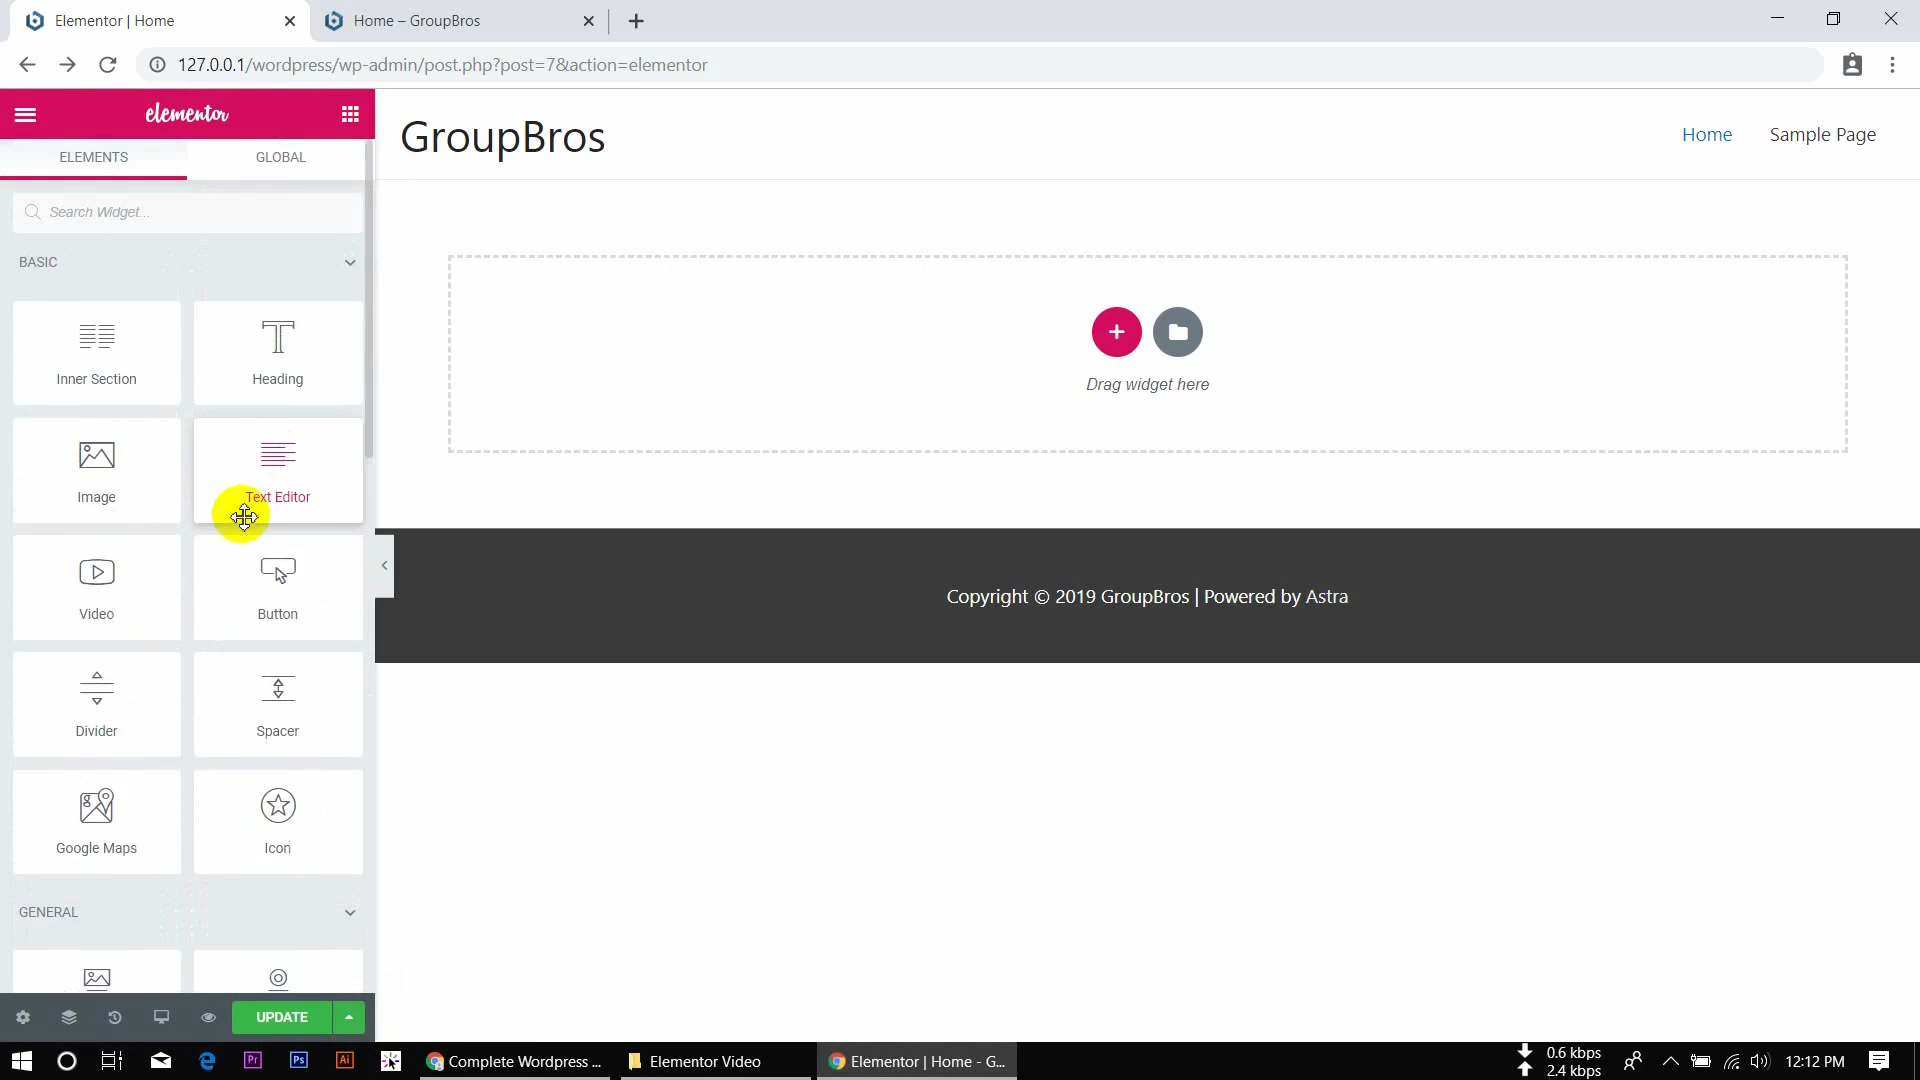 Elementor | Home
Home – GroupBros
127.0.0.1/wordpress/wp-admin/post.php?post=7&action=elementor
elementor
ELEMENTS
GLOBAL
Search Widget...
BASIC
Inner Section
Heading
Image
Text Editor
Video
Button
Divider
Spacer
Google Maps
Icon
GENERAL
UPDATE
GroupBros
Home
Sample Page
Drag widget here
Copyright © 2019 GroupBros | Powered by Astra
Pr
Ps
Ai
Complete Wordpress ...
Elementor Video
Elementor | Home - G...
0.6 kbps
2.4 kbps
12:12 PM